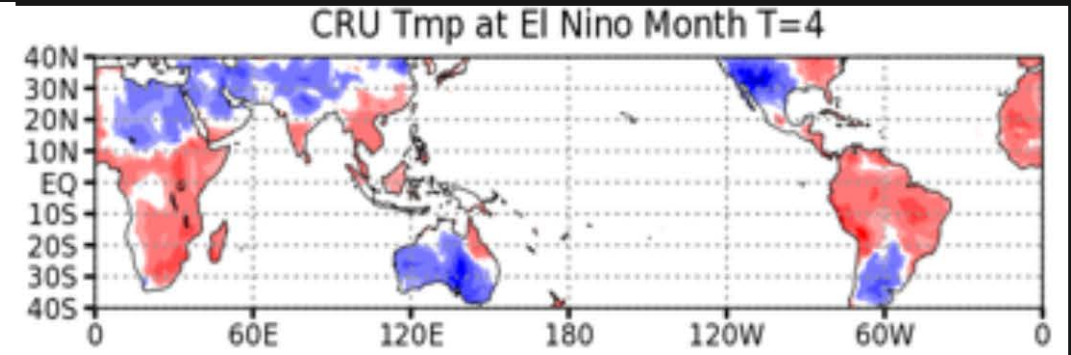 CRU Tmp at El Nino Month T=4
40N
30N
20N
10N
EQ
10S
20S
30S
40S
0 60E 120E 180 120W 60W 0